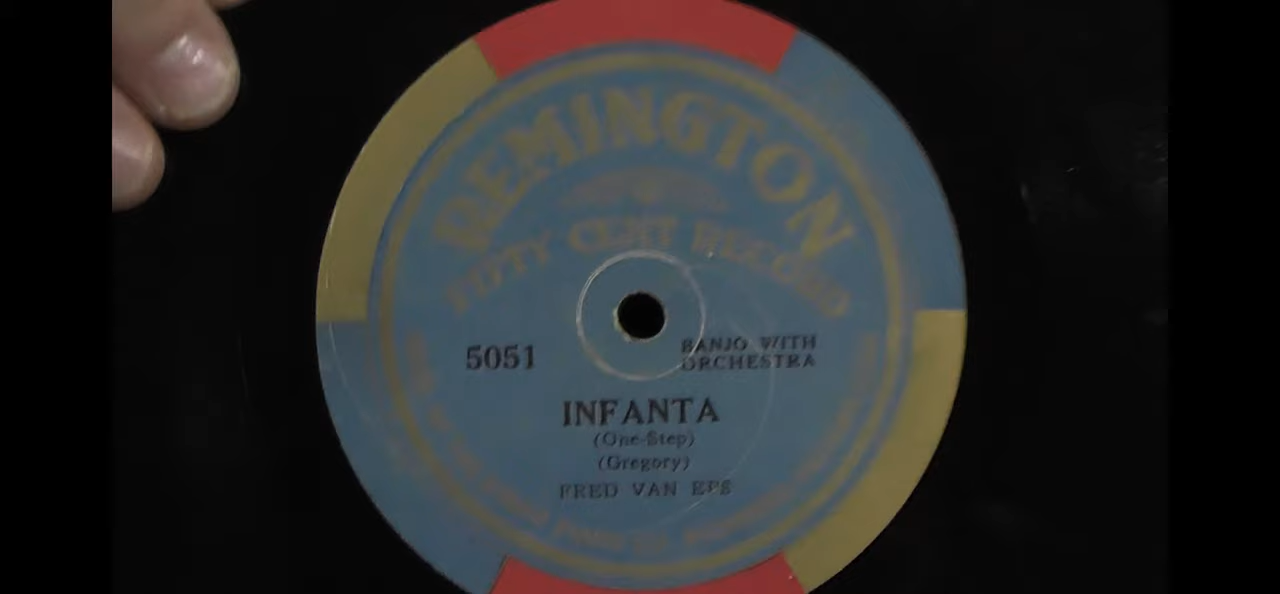 REMINGTON
FIFTY CENT RECORD
5051
BANJO WITH
ORCHESTRA
INFANTA
(One-Step)
(Gregory)
FRED VAN EPS